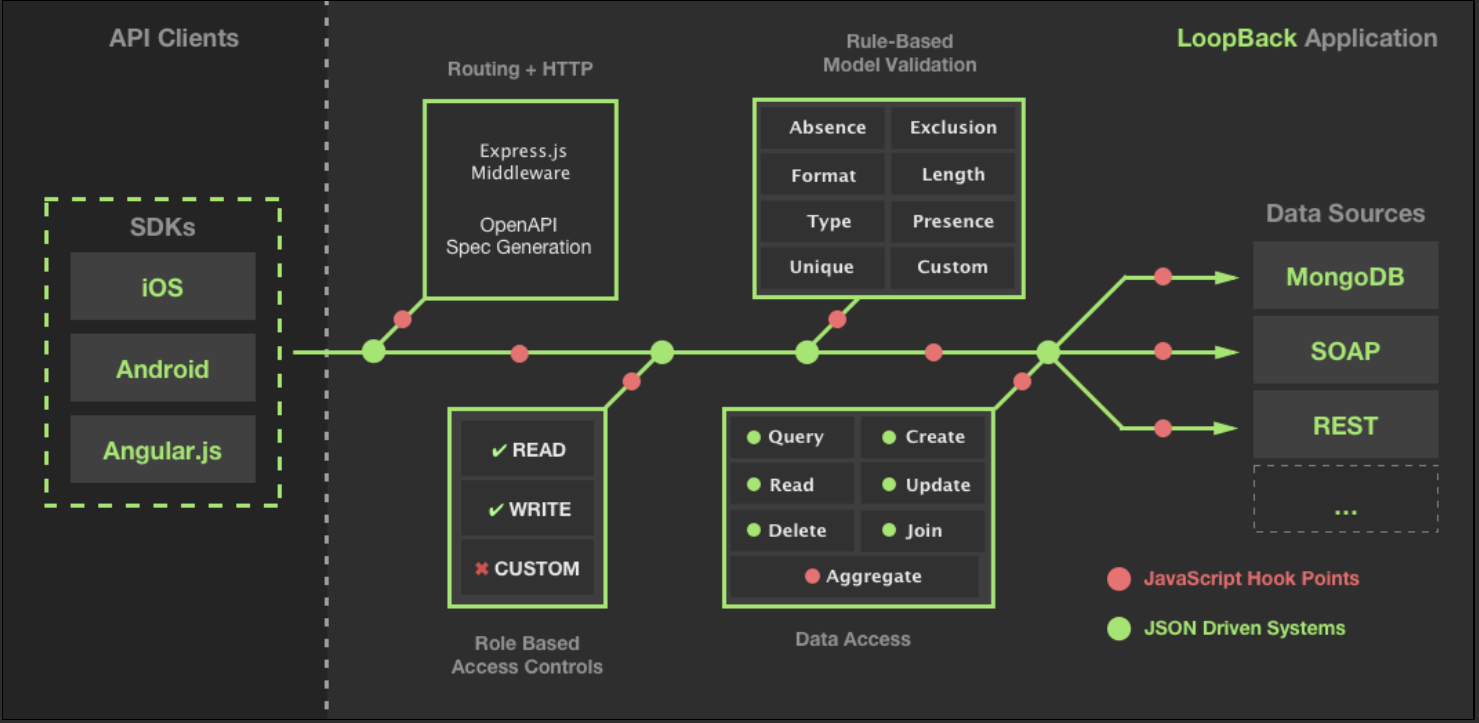 API Clients
LoopBack Application
SDKs
iOS
Android
Angular.js
Routing + HTTP
Express.js
Middleware
OpenAPI
Spec Generation
Role Based
Access Controls
✔ READ
✔ WRITE
✖ CUSTOM
Rule-Based
Model Validation
Absence
Exclusion
Format
Length
Type
Presence
Unique
Custom
Query
Create
Read
Update
Delete
Join
Aggregate
Data Access
Data Sources
MongoDB
SOAP
REST
...
JavaScript Hook Points
JSON Driven Systems